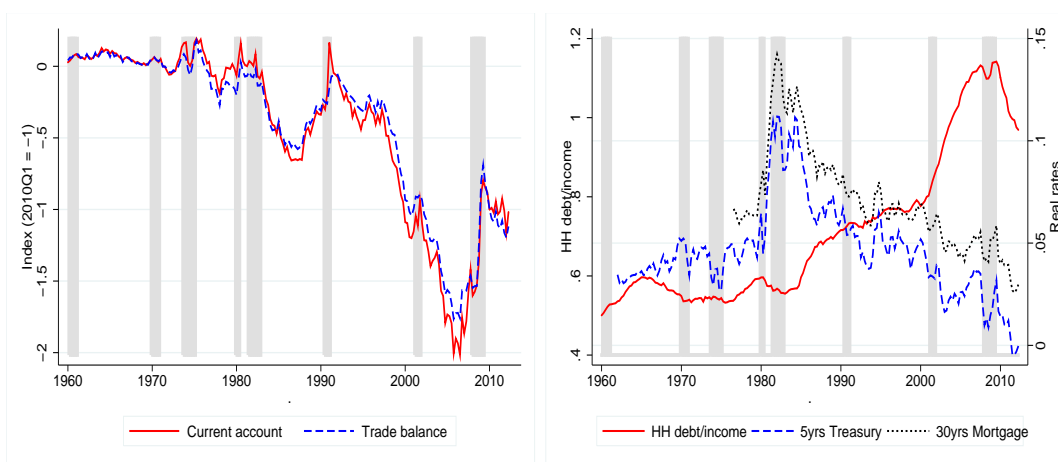 0
-.5
-1
-1.5
-2
Index (2010Q1 = −1)
1960 1970 1980 1990 2000 2010
Current account Trade balance
1.2
1
.8
.6
.4
HH debt/income
.15
.1
.05
0
Real rates
1960 1970 1980 1990 2000 2010
HH debt/income 5yrs Treasury 30yrs Mortgage